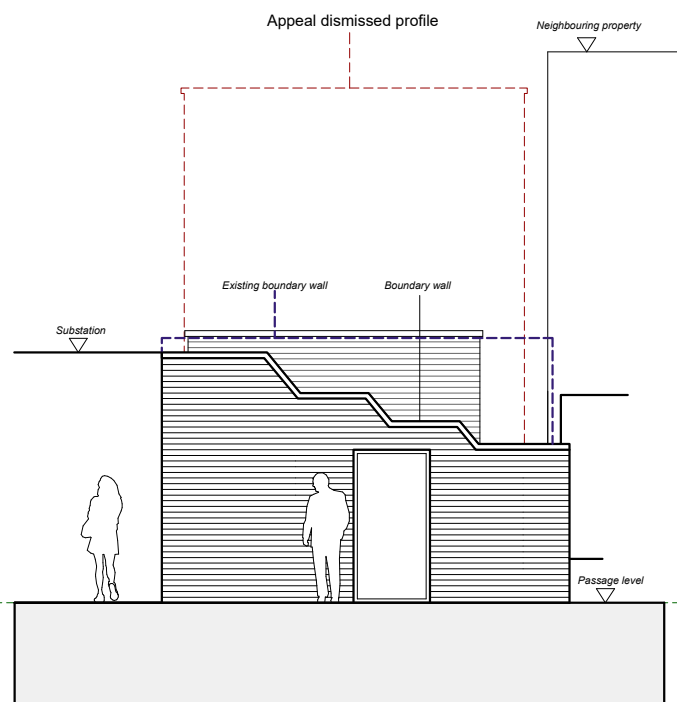 Appeal dismissed profile
Neighbouring property
Existing boundary wall
Boundary wall
Substation
Passage level